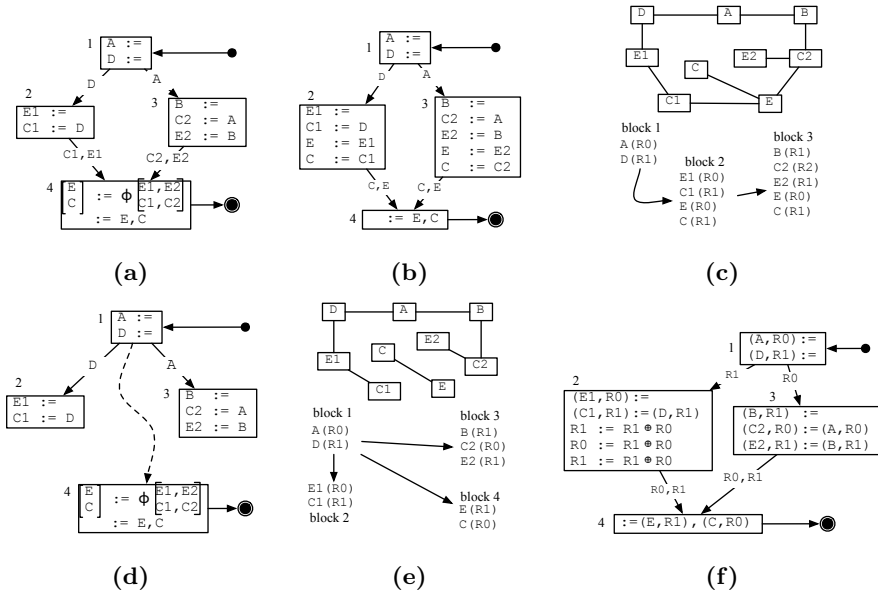 1
A :=
D :=
D
A
2
E1 :=
C1 := D
3
B :=
C2 := A
E2 := B
C1,E1
C2,E2
4
E := ϕ E1,E2
C C1,C2
:= E,C
(a)
1
A :=
D :=
D
A
2
E1 :=
C1 := D
E := E1
C := C1
3
B :=
C2 := A
E2 := B
E := E2
C := C2
C,E
C,E
4
:= E,C
(b)
D
A
B
E1
E2
C2
C
C1
E
block 1
A(R0)
D(R1)
block 2
E1(R0)
C1(R1)
E(R0)
C(R1)
block 3
B(R1)
C2(R2)
E2(R1)
E(R0)
C(R1)
(c)
1
A :=
D :=
D
A
2
E1 :=
C1 := D
3
B :=
C2 := A
E2 := B
4
E := ϕ E1,E2
C C1,C2
:= E,C
(d)
D
A
B
E1
C
E2
C2
C1
E
block 1
A(R0)
D(R1)
E1(R0)
C1(R1)
block 2
block 3
B(R1)
C2(R0)
E2(R1)
block 4
E(R1)
C(R0)
(e)
1
(A,R0):=
(D,R1):=
R1
R0
2
(E1,R0):=
(C1,R1):=(D,R1)
R1 := R1⊕R0
R0 := R1⊕R0
R1 := R1⊕R0
3
(B,R1) :=
(C2,R0):=(A,R0)
(E2,R1):=(B,R1)
R0,R1
R0,R1
4
:=(E,R1),(C,R0)
(f)